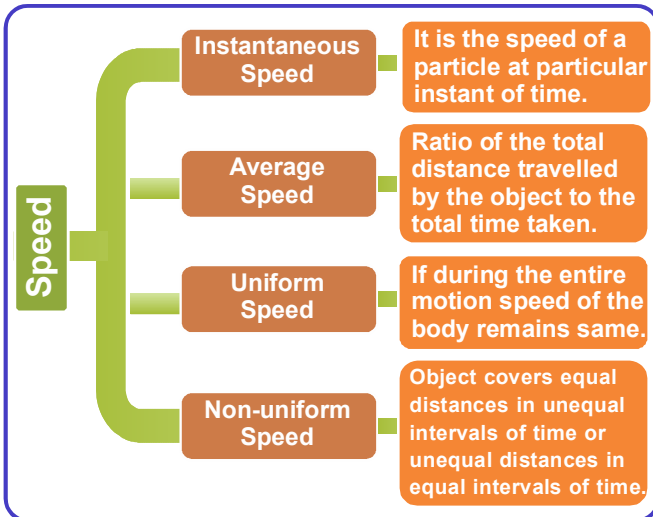 Speed
Instantaneous
Speed
It is the speed of a
particle at particular
instant of time.
Average
Speed
Ratio of the total
distance travelled
by the object to the
total time taken.
Uniform
Speed
If during the entire
motion speed of the
body remains same.
Non-uniform
Speed
Object covers equal
distances in unequal
intervals of time or
unequal distances in
equal intervals of time.